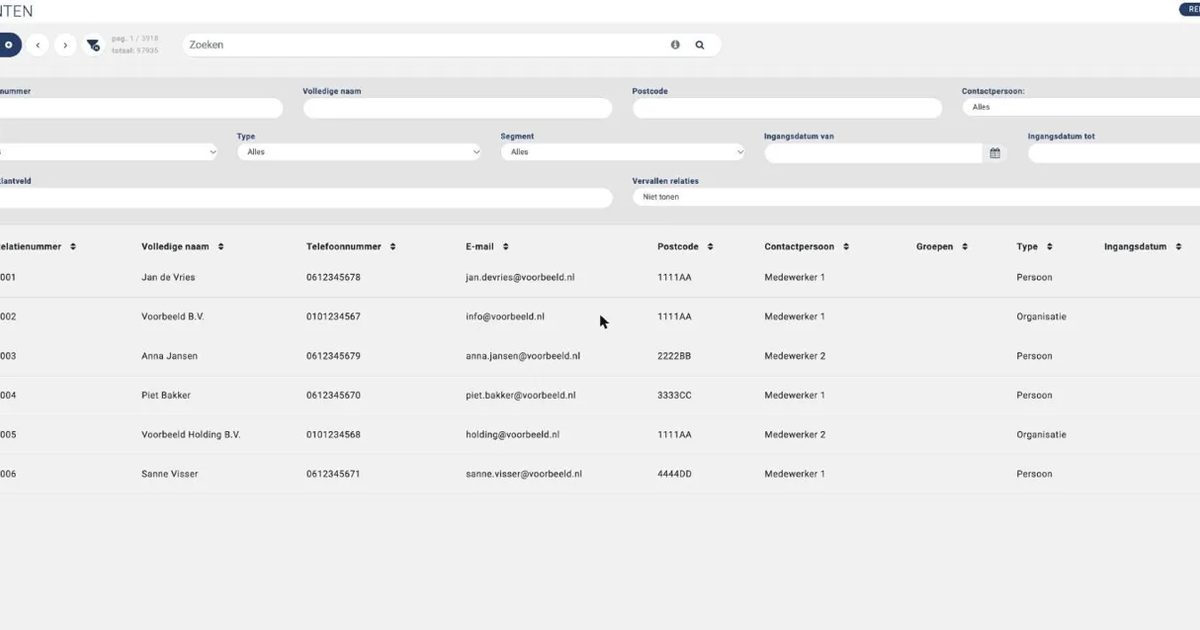 NTEN
RE
pag. 1 / 3918
totaal: 97935
Zoeken
nummer Volledige naam Postcode Contactpersoon:
Alles
Type Segment Ingangsdatum van Ingangsdatum tot
s Alles Alles
klantveld Vervallen relaties
Niet tonen
elatienummer Volledige naam Telefoonnummer E-mail Postcode Contactpersoon Groepen Type Ingangsdatum
001 Jan de Vries 0612345678 jan.devries@voorbeeld.nl 1111AA Medewerker 1 Persoon
002 Voorbeeld B.V. 0101234567 info@voorbeeld.nl 1111AA Medewerker 1 Organisatie
003 Anna Jansen 0612345679 anna.jansen@voorbeeld.nl 2222BB Medewerker 2 Persoon
004 Piet Bakker 0612345670 piet.bakker@voorbeeld.nl 3333CC Medewerker 1 Persoon
005 Voorbeeld Holding B.V. 0101234568 holding@voorbeeld.nl 1111AA Medewerker 2 Organisatie
006 Sanne Visser 0612345671 sanne.visser@voorbeeld.nl 4444DD Medewerker 1 Persoon